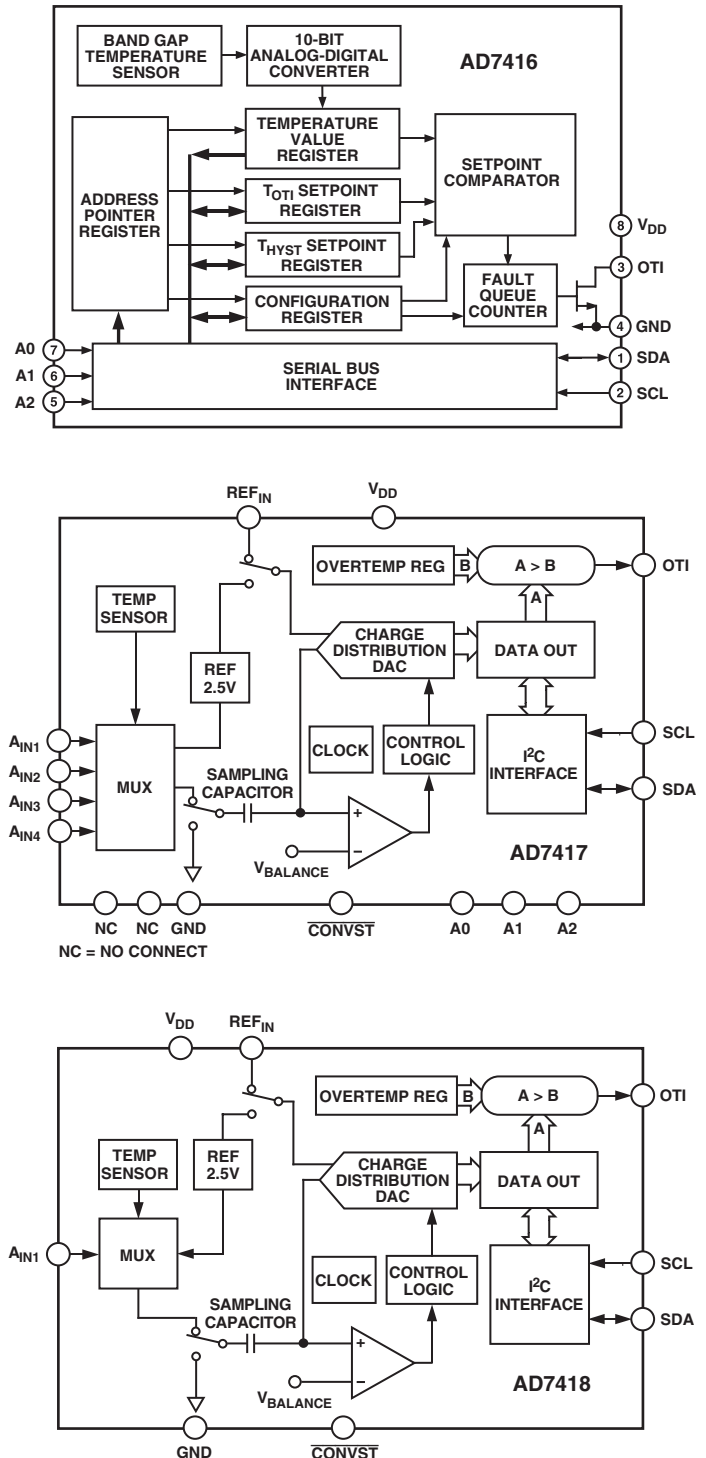 BAND GAP
TEMPERATURE
SENSOR
10-BIT
ANALOG-DIGITAL
CONVERTER
AD7416
ADDRESS
POINTER
REGISTER
TEMPERATURE
VALUE
REGISTER
SETPOINT
COMPARATOR
TOTI SETPOINT
REGISTER
THYST SETPOINT
REGISTER
CONFIGURATION
REGISTER
FAULT
QUEUE
COUNTER
8 VDD
3 OTI
4 GND
1 SDA
2 SCL
A0 7
A1 6
A2 5
SERIAL BUS
INTERFACE
REFIN
VDD
OVERTEMP REG
B
A > B
OTI
A
TEMP
SENSOR
REF
2.5V
CHARGE
DISTRIBUTION
DAC
DATA OUT
AIN1
AIN2
AIN3
AIN4
MUX
SAMPLING
CAPACITOR
CLOCK
CONTROL
LOGIC
I2C
INTERFACE
SCL
SDA
+
−
VBALANCE
AD7417
NC
NC
GND
CONVST
A0
A1
A2
NC = NO CONNECT
VDD
REFIN
OVERTEMP REG
B
A > B
OTI
A
TEMP
SENSOR
REF
2.5V
CHARGE
DISTRIBUTION
DAC
DATA OUT
AIN1
MUX
SAMPLING
CAPACITOR
CLOCK
CONTROL
LOGIC
I2C
INTERFACE
SCL
SDA
+
−
VBALANCE
AD7418
GND
CONVST